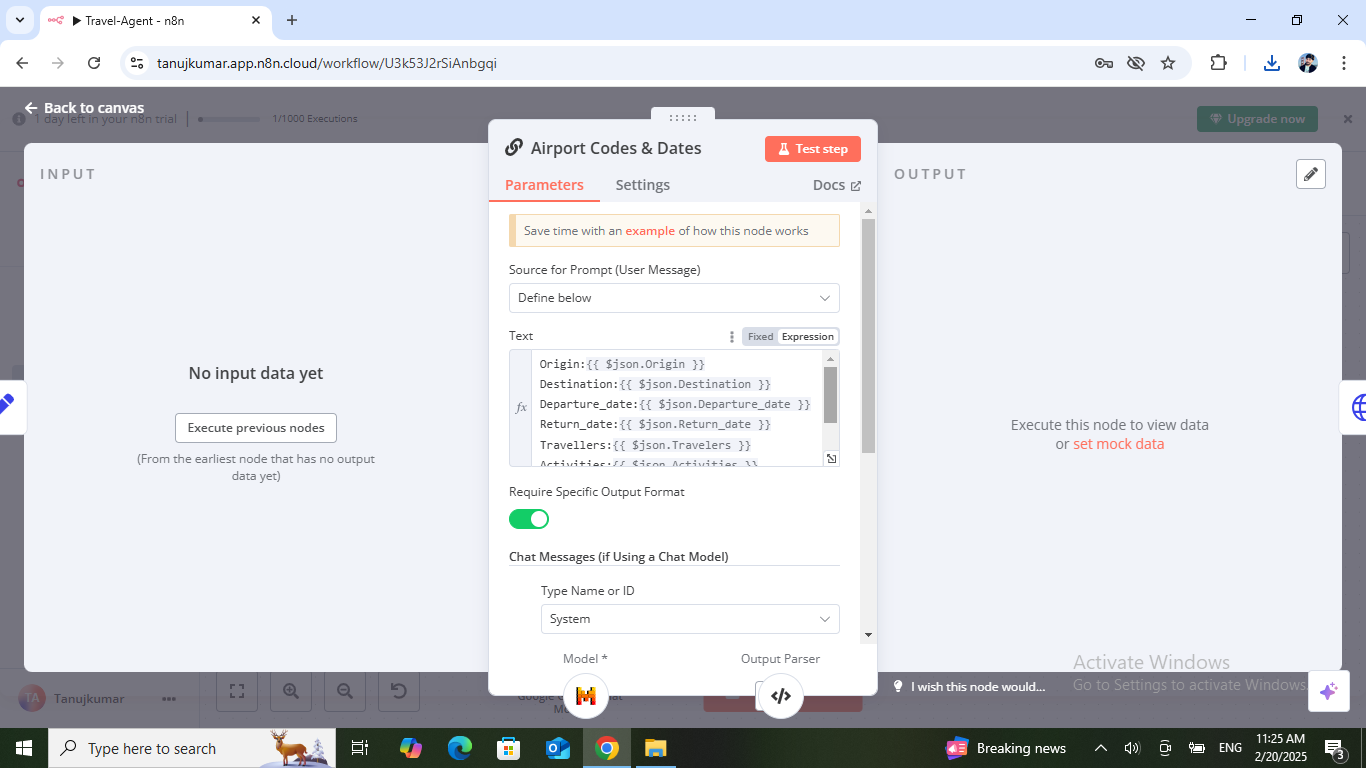 Travel-Agent - n8n
tanujkumar.app.n8n.cloud/workflow/U3k53J2rSiAnbgqi
Back to canvas
1 day left in your n8n trial
1/1000 Executions
Upgrade now
INPUT
No input data yet
Execute previous nodes
(From the earliest node that has no output
data yet)
Airport Codes & Dates
Test step
Parameters
Settings
Docs
Save time with an example of how this node works
Source for Prompt (User Message)
Define below
Text
Fixed
Expression
fx
Origin:{{ $json.Origin }}
Destination:{{ $json.Destination }}
Departure_date:{{ $json.Departure_date }}
Return_date:{{ $json.Return_date }}
Travellers:{{ $json.Travelers }}
Activities:{{ $json.Activities }}
Require Specific Output Format
Chat Messages (if Using a Chat Model)
Type Name or ID
System
Model *
Output Parser
OUTPUT
Execute this node to view data
or set mock data
Activate Windows
Go to Settings to activate Windows.
I wish this node would...
TA
Tanujkumar
Type here to search
Breaking news
ENG
11:25 AM
2/20/2025
3